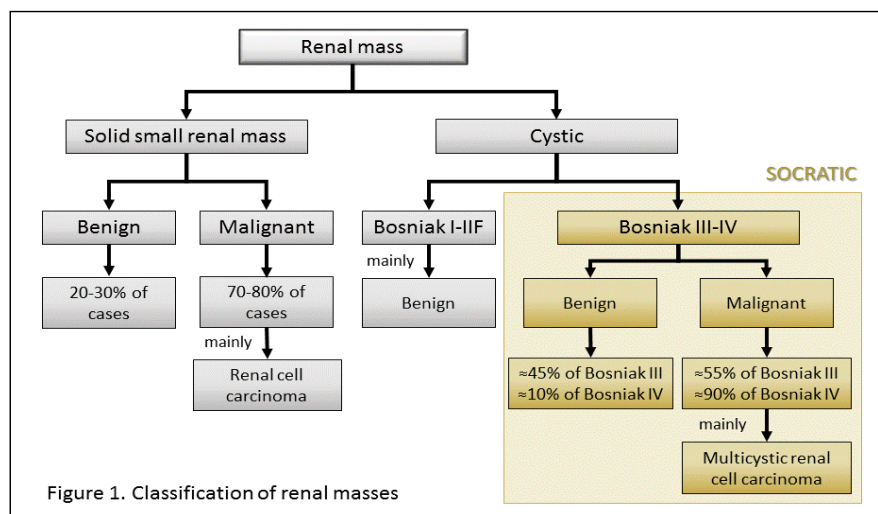 Renal mass
Solid small renal mass
Cystic
SOCRATIC
Benign
Malignant
Bosniak I-IIF
Bosniak III-IV
mainly
20-30% of
cases
70-80% of
cases
Benign
Benign
Malignant
mainly
Renal cell
carcinoma
≈45% of Bosniak III
≈10% of Bosniak IV
≈55% of Bosniak III
≈90% of Bosniak IV
mainly
Multicystic renal
cell carcinoma
Figure 1. Classification of renal masses